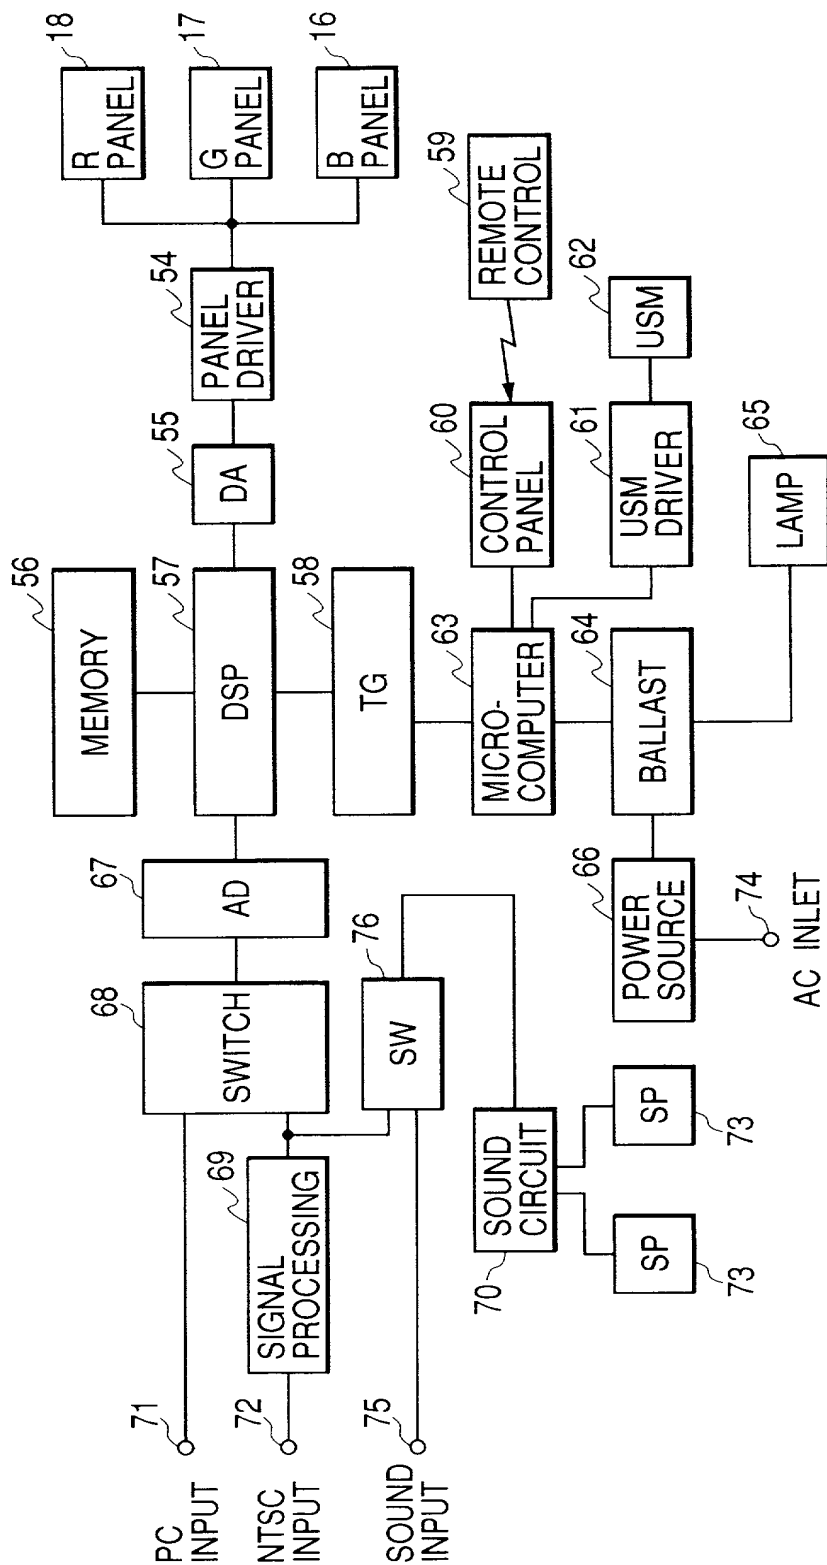 18
R
PANEL
17
G
PANEL
16
B
PANEL
54
PANEL
DRIVER
55
DA
56
MEMORY
57
DSP
58
TG
67
AD
68
SWITCH
69
SIGNAL
PROCESSING
71
PC
INPUT
72
NTSC
INPUT
75
SOUND
INPUT
76
SW
70
SOUND
CIRCUIT
SP
73
SP
73
59
REMOTE
CONTROL
60
CONTROL
PANEL
61
USM
DRIVER
62
USM
63
MICRO-
COMPUTER
64
BALLAST
65
LAMP
66
POWER
SOURCE
74
AC INLET